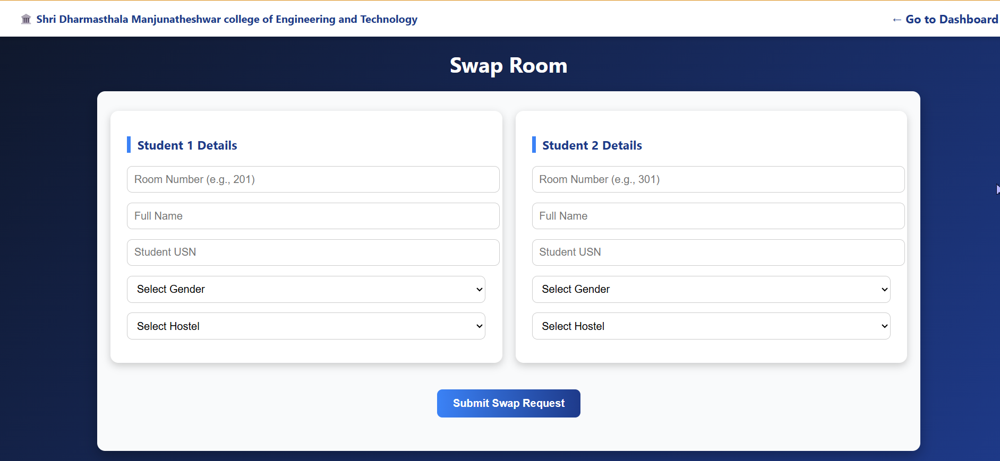 Shri Dharmasthala Manjunatheshwar college of Engineering and Technology
← Go to Dashboard
Swap Room
Student 1 Details
Room Number (e.g., 201)
Full Name
Student USN
Select Gender
Select Hostel
Student 2 Details
Room Number (e.g., 301)
Full Name
Student USN
Select Gender
Select Hostel
Submit Swap Request